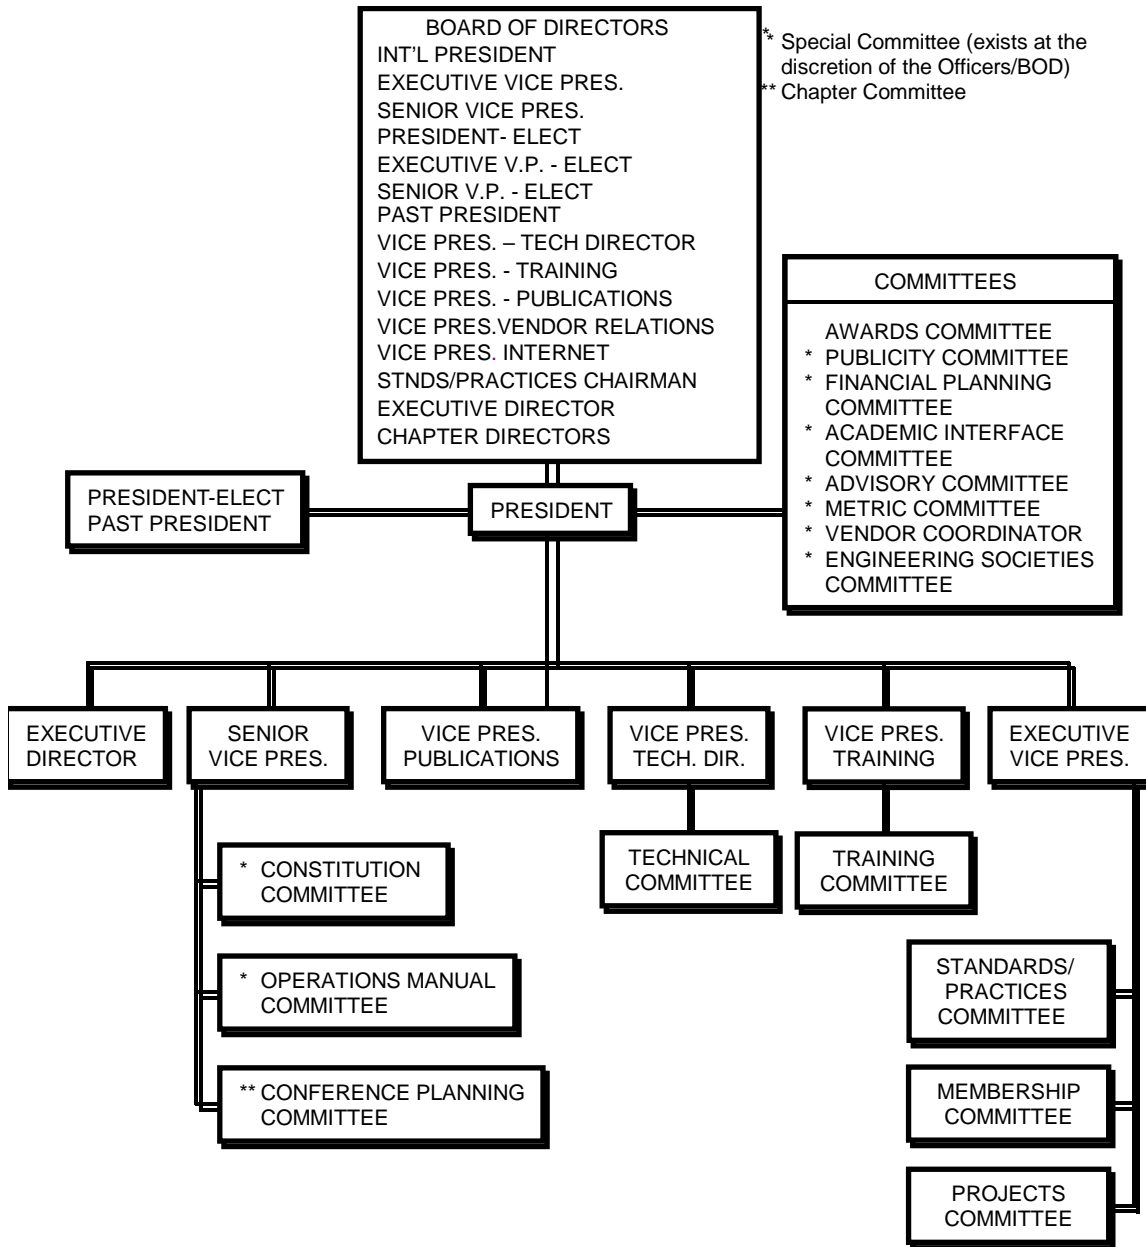 BOARD OF DIRECTORS
INT'L PRESIDENT
EXECUTIVE VICE PRES.
SENIOR VICE PRES.
PRESIDENT- ELECT
EXECUTIVE V.P. - ELECT
SENIOR V.P. - ELECT
PAST PRESIDENT
VICE PRES. – TECH DIRECTOR
VICE PRES. - TRAINING
VICE PRES. - PUBLICATIONS
VICE PRES.VENDOR RELATIONS
VICE PRES. INTERNET
STNDS/PRACTICES CHAIRMAN
EXECUTIVE DIRECTOR
CHAPTER DIRECTORS
*
* Special Committee (exists at the
discretion of the Officers/BOD)
** Chapter Committee
COMMITTEES
AWARDS COMMITTEE
* PUBLICITY COMMITTEE
* FINANCIAL PLANNING
COMMITTEE
* ACADEMIC INTERFACE
COMMITTEE
* ADVISORY COMMITTEE
* METRIC COMMITTEE
* VENDOR COORDINATOR
* ENGINEERING SOCIETIES
COMMITTEE
PRESIDENT-ELECT
PAST PRESIDENT
PRESIDENT
EXECUTIVE
DIRECTOR
SENIOR
VICE PRES.
VICE PRES.
PUBLICATIONS
VICE PRES.
TECH. DIR.
VICE PRES.
TRAINING
EXECUTIVE
VICE PRES.
* CONSTITUTION
COMMITTEE
* OPERATIONS MANUAL
COMMITTEE
** CONFERENCE PLANNING
COMMITTEE
TECHNICAL
COMMITTEE
TRAINING
COMMITTEE
STANDARDS/
PRACTICES
COMMITTEE
MEMBERSHIP
COMMITTEE
PROJECTS
COMMITTEE